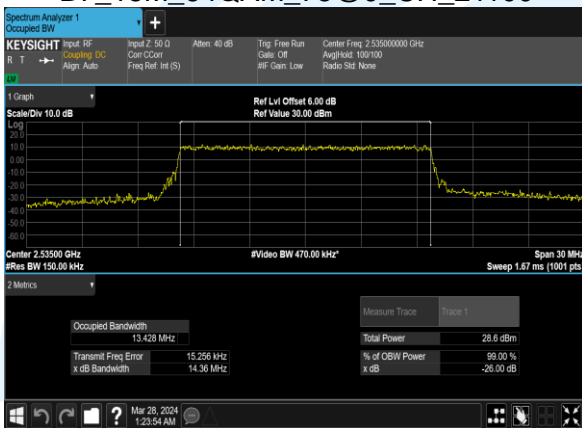 Spectrum Analyzer 1
Occupied BW
+
KEYSIGHT
R T
LV
Input: RF
Coupling: DC
Align: Auto
Input Z: 50 Ω
Corr CCorr
Freq Ref: Int (S)
Atten: 40 dB
Trig: Free Run
Gate: Off
#IF Gain: Low
Center Freq: 2.535000000 GHz
Avg|Hold: 100/100
Radio Std: None
1 Graph
Scale/Div 10.0 dB
Ref Lvl Offset 6.00 dB
Ref Value 30.00 dBm
Log
20.0
10.0
0.00
-10.0
-20.0
-30.0
-40.0
-50.0
-60.0
Center 2.53500 GHz
#Res BW 150.00 kHz
#Video BW 470.00 kHz*
Span 30 MHz
Sweep 1.67 ms (1001 pts
2 Metrics
Measure Trace
Trace 1
Occupied Bandwidth
13.428 MHz
Total Power
28.6 dBm
Transmit Freq Error
15.256 kHz
% of OBW Power
99.00 %
x dB Bandwidth
14.36 MHz
x dB
-26.00 dB
?
Mar 28, 2024
1:23:54 AM